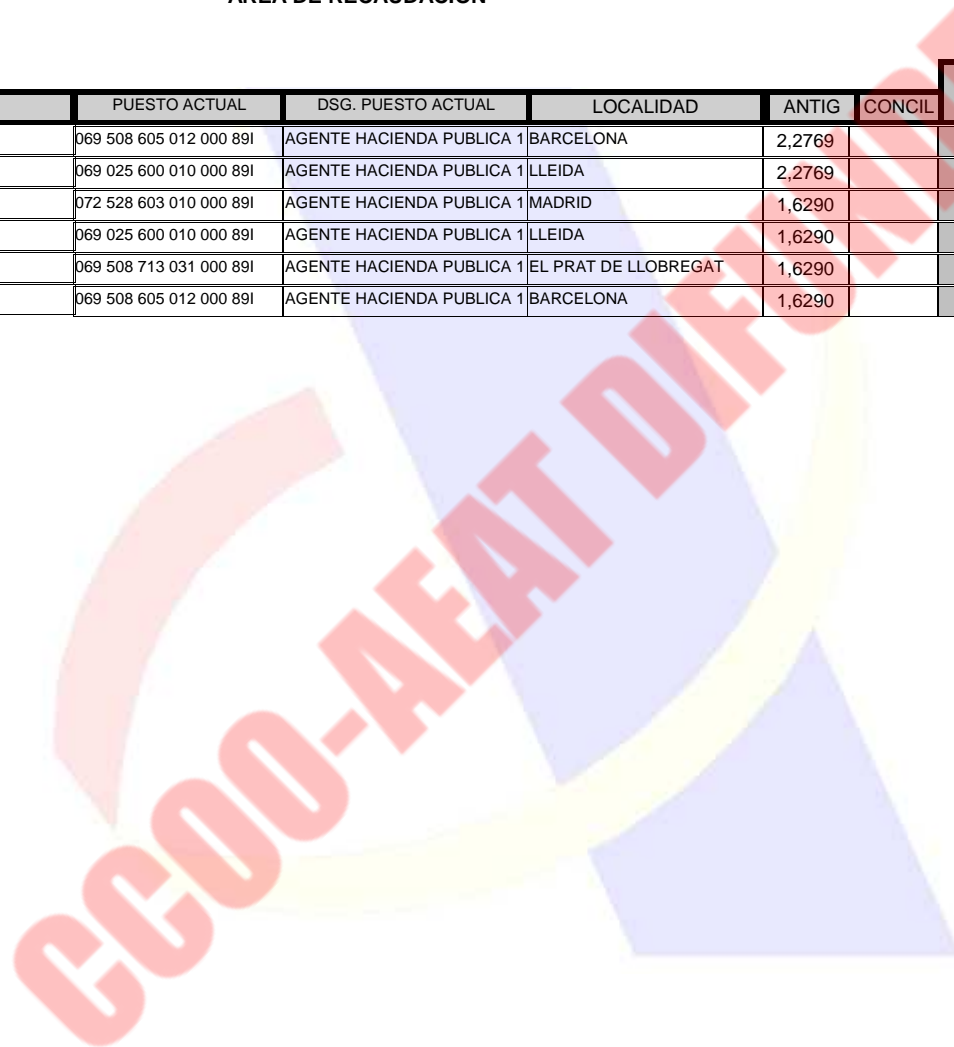 ÁREA DE RECAUDACIÓN
PUESTO ACTUAL DSG. PUESTO ACTUAL LOCALIDAD ANTIG CONCIL
069 508 605 012 000 89I AGENTE HACIENDA PUBLICA 1 BARCELONA 2,2769
069 025 600 010 000 89I AGENTE HACIENDA PUBLICA 1 LLEIDA 2,2769
072 528 603 010 000 89I AGENTE HACIENDA PUBLICA 1 MADRID 1,6290
069 025 600 010 000 89I AGENTE HACIENDA PUBLICA 1 LLEIDA 1,6290
069 508 713 031 000 89I AGENTE HACIENDA PUBLICA 1 EL PRAT DE LLOBREGAT 1,6290
069 508 605 012 000 89I AGENTE HACIENDA PUBLICA 1 BARCELONA 1,6290
CCOO-AEAT DIFUND